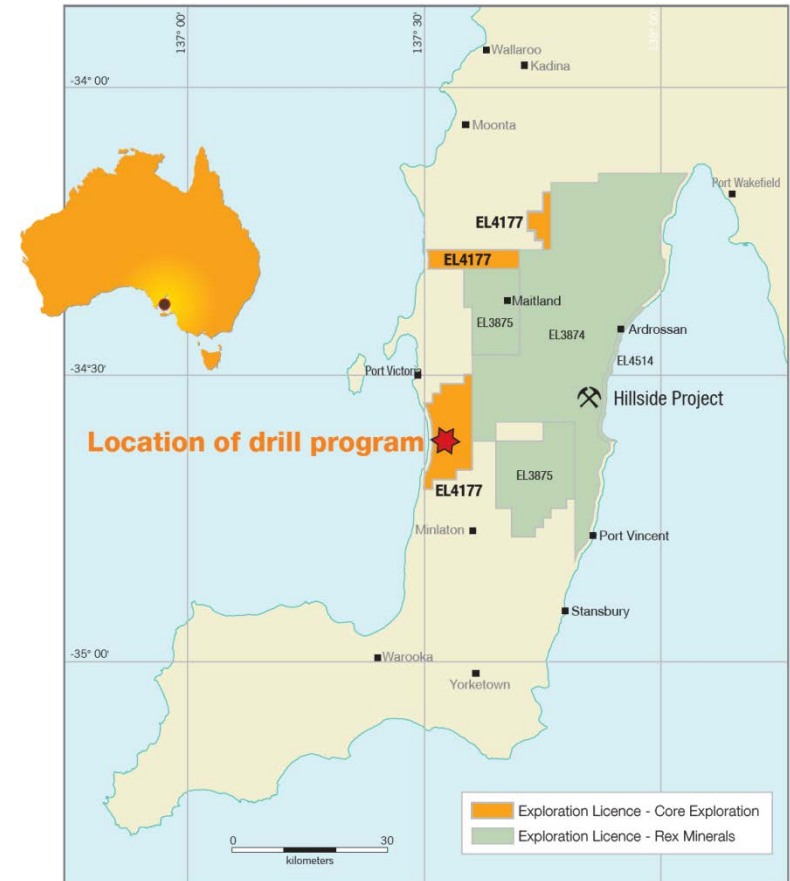 137° 00'
137° 30'
138° 00'
Wallaroo
Kadina
-34° 00'
Moonta
Port Wakefield
EL4177
EL4177
Maitland
EL3875
EL3874
Ardrossan
EL4514
-34°30'
Port Victoria
Hillside Project
Location of drill program
EL3875
EL4177
Minlaton
Port Vincent
Stansbury
-35° 00'
Warooka
Yorketown
Exploration Licence - Core Exploration
Exploration Licence - Rex Minerals
0 30
kilometers